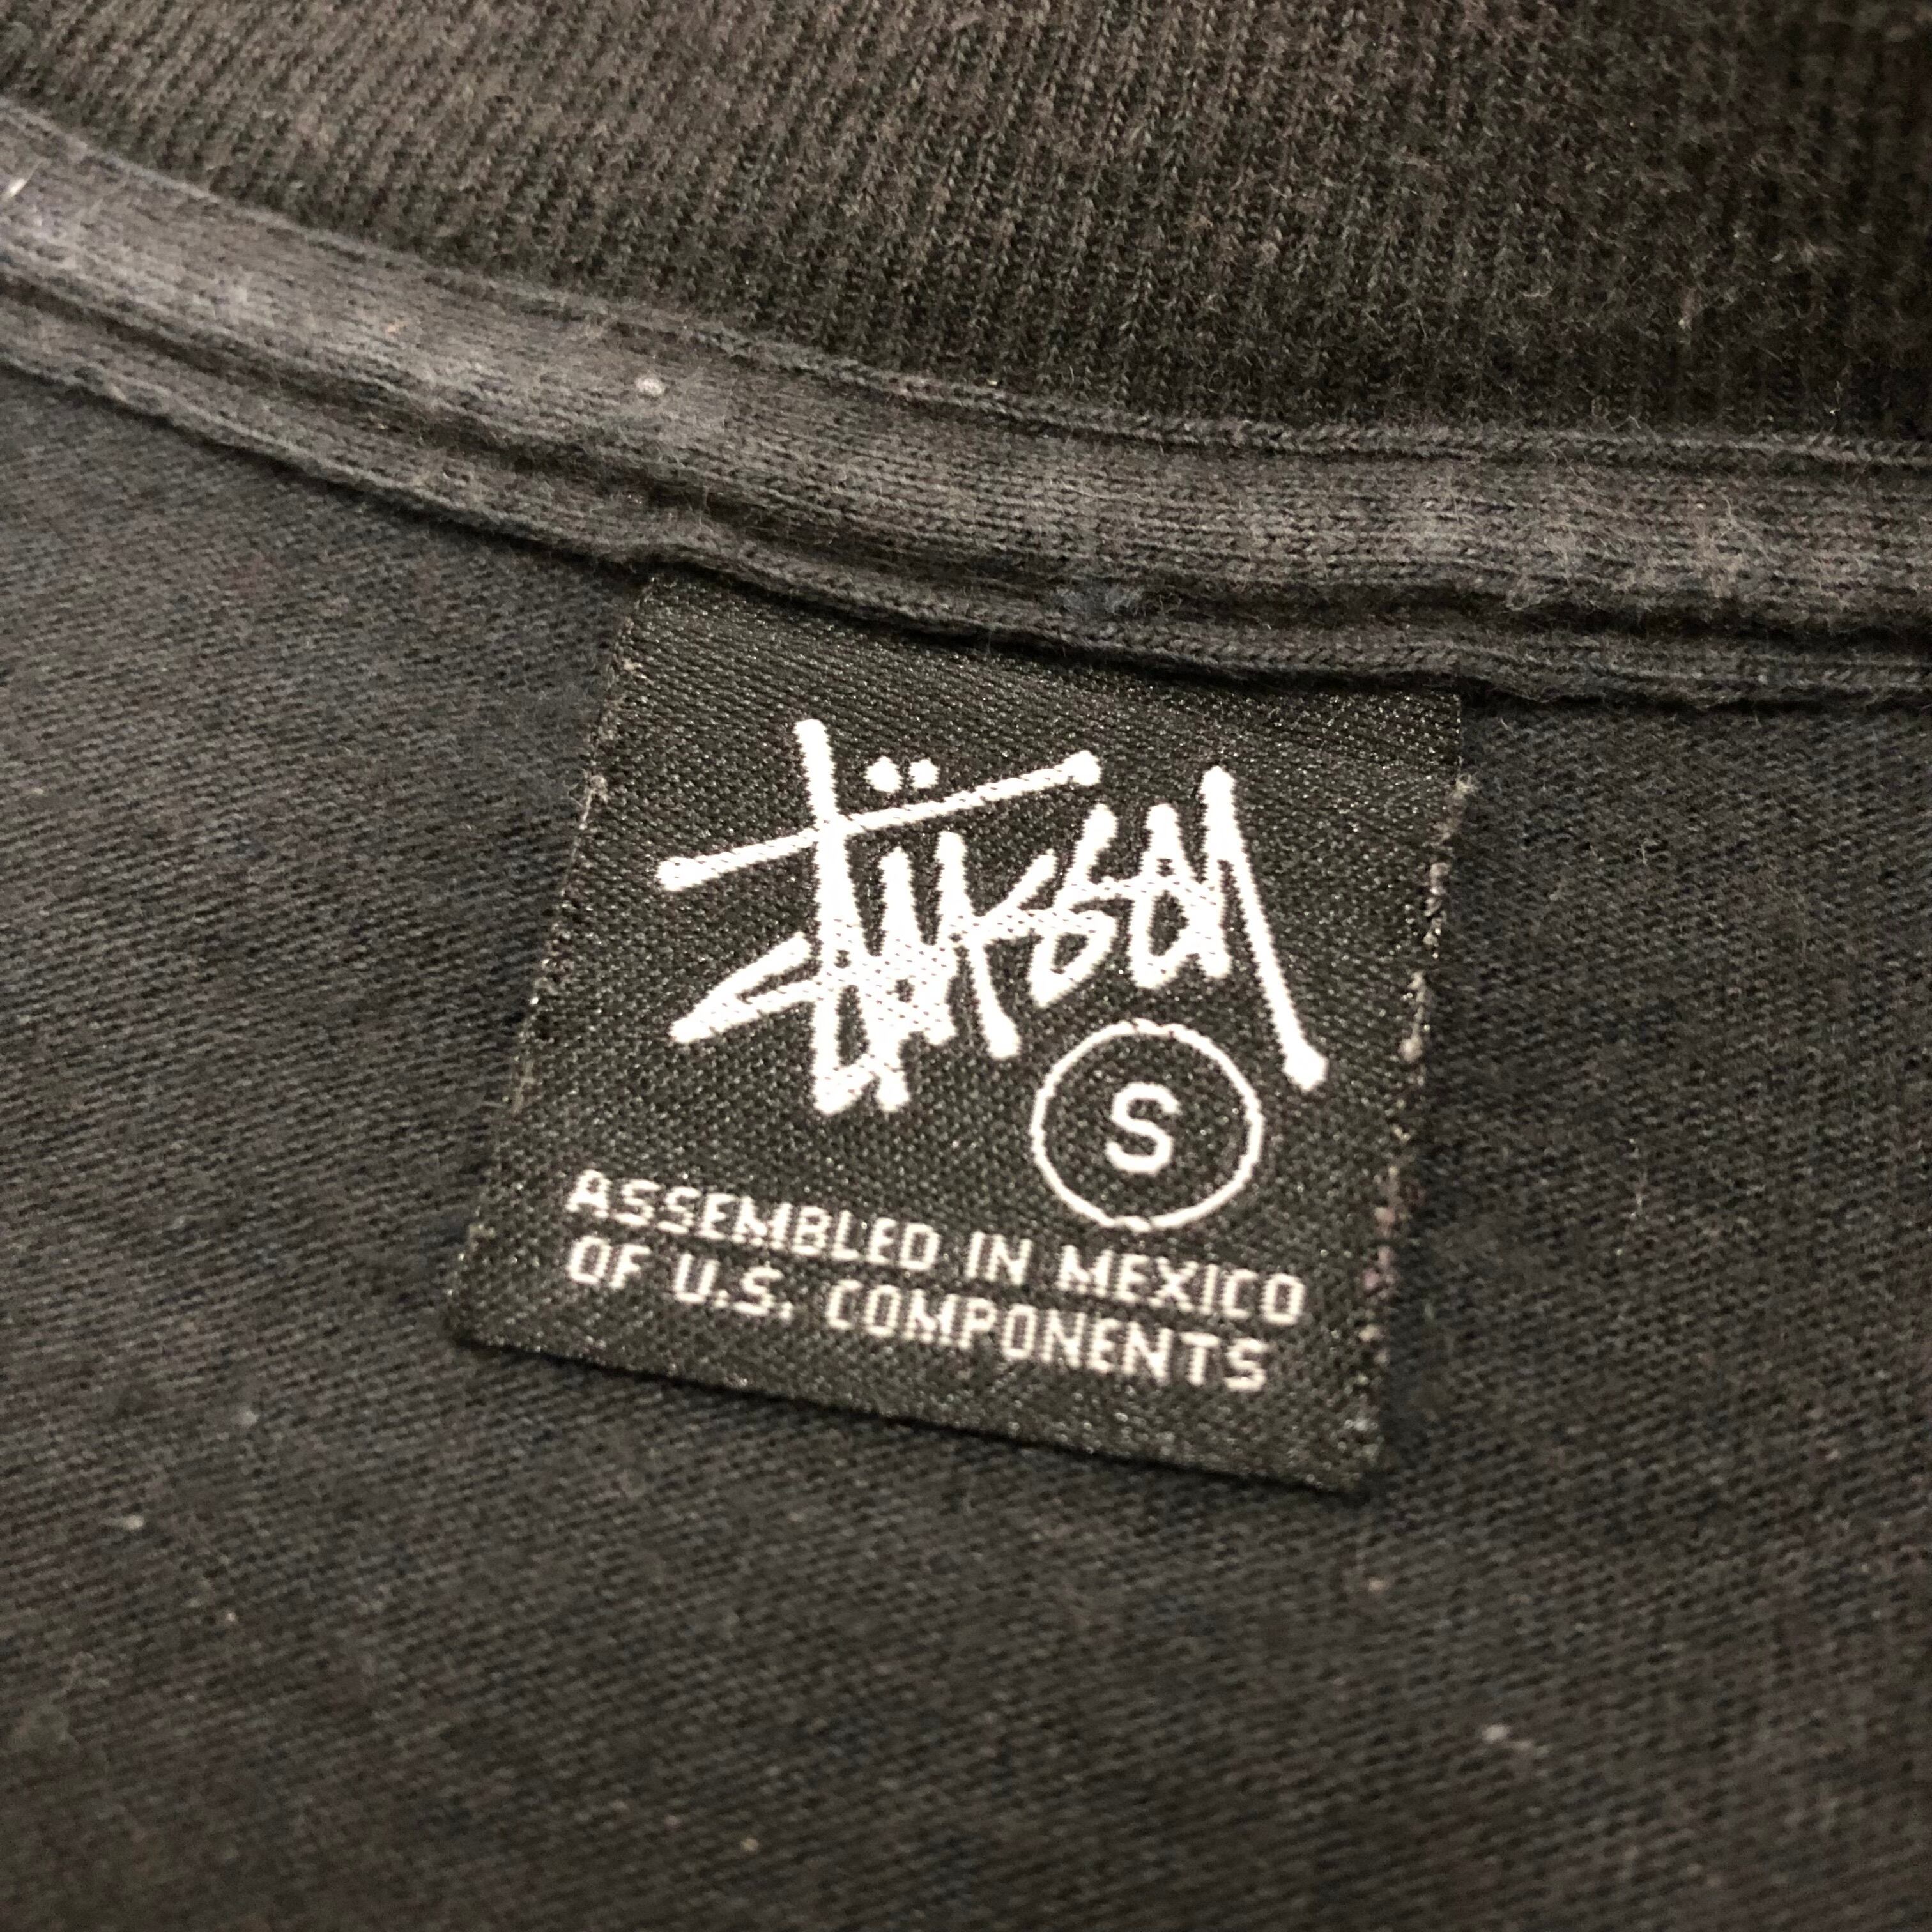 Stüssy
S
ASSEMBLED IN MEXICO
OF U.S. COMPONENTS